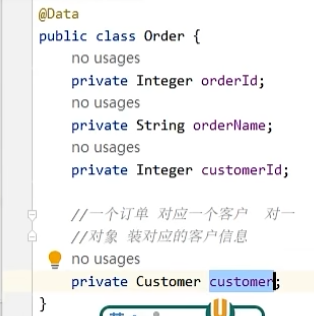 @Data
public class Order {
no usages
private Integer orderId;
no usages
private String orderName;
no usages
private Integer customerId;
//一个订单 对应一个客户 对一
//对象 装对应的客户信息
no usages
private Customer customer;
}